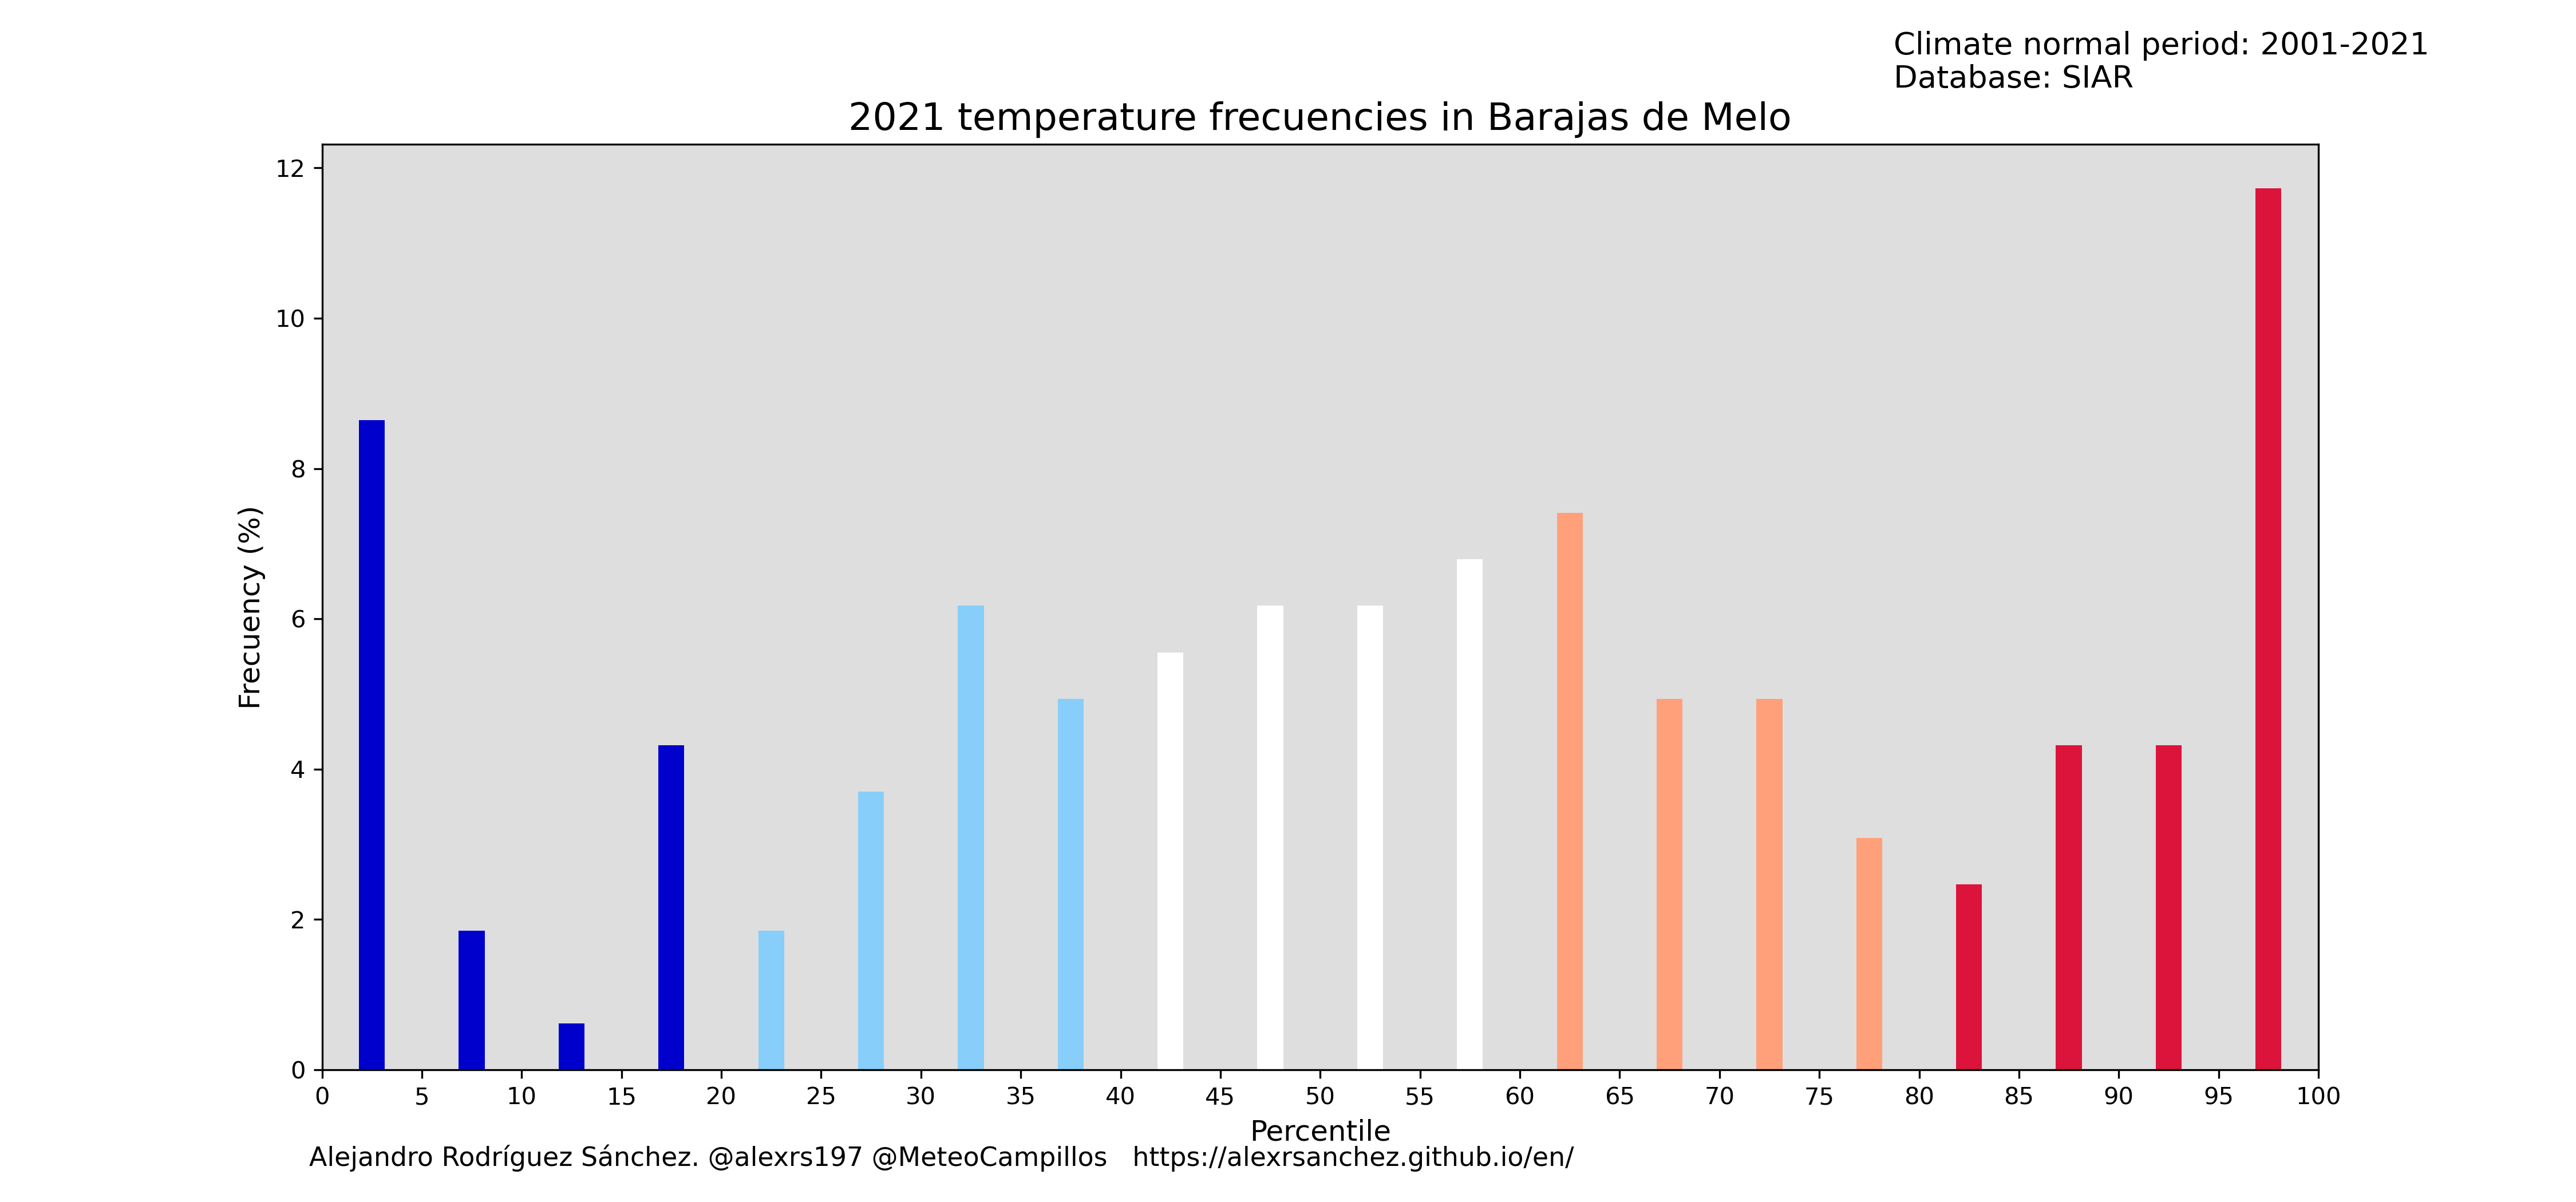 Climate normal period: 2001-2021
Database: SIAR
2021 temperature frecuencies in Barajas de Melo
12
10
8
6
4
2
0
Frecuency (%)
0 5 10 15 20 25 30 35 40 45 50 55 60 65 70 75 80 85 90 95 100
Percentile
Alejandro Rodríguez Sánchez. @alexrs197 @MeteoCampillos https://alexrsanchez.github.io/en/